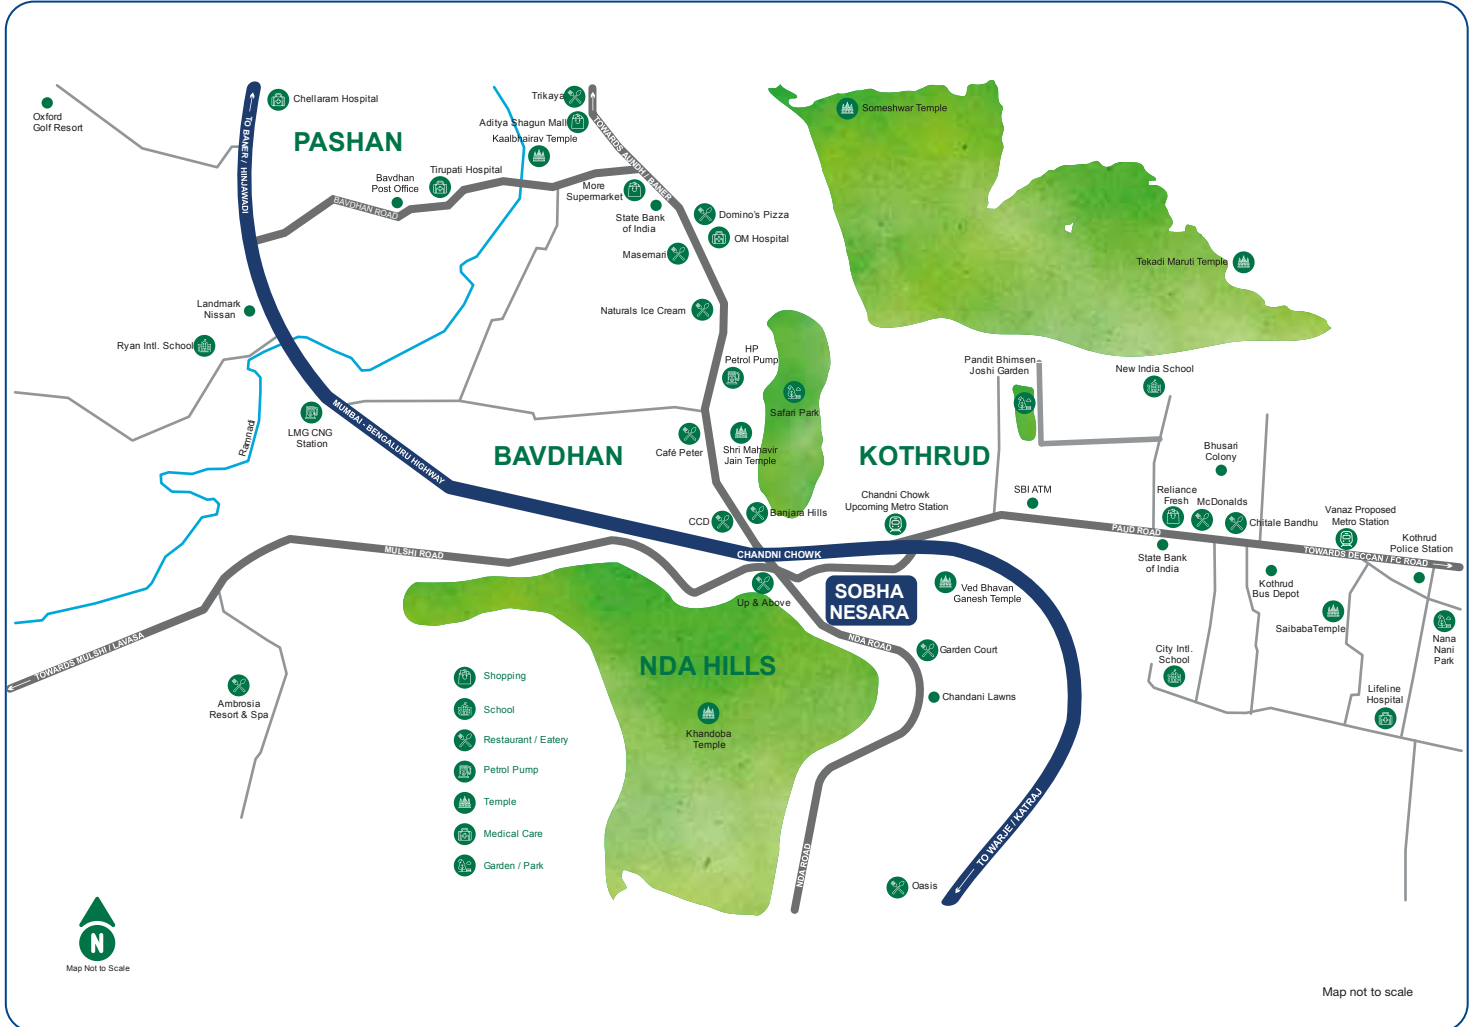 Oxford
Golf Resort
TO BANER / HINJAWADI
Chellaram Hospital
PASHAN
Trikaya
Aditya Shagun Mall
Kaalbhairav Temple
TOWARDS AUNDH / BANER
Someshwar Temple
Bavdhan
Post Office
Tirupati Hospital
BAVDHAN ROAD
More
Supermarket
State Bank
of India
Domino's Pizza
OM Hospital
Masemari
Tekadi Maruti Temple
Landmark
Nissan
Ryan Intl. School
Naturals Ice Cream
HP
Petrol Pump
Safari Park
Pandit Bhimsen
Joshi Garden
New India School
LMG CNG
Station
Ramnadi
MUMBAI - BENGALURU HIGHWAY
BAVDHAN
Café Peter
Shri Mahavir
Jain Temple
KOTHRUD
Bhusari
Colony
CCD
Banjara Hills
Chandni Chowk
Upcoming Metro Station
SBI ATM
Reliance
Fresh
McDonalds
Chitale Bandhu
Vanaz Proposed
Metro Station
Kothrud
Police Station
PAUD ROAD
TOWARDS DECCAN / FC ROAD
State Bank
of India
Kothrud
Bus Depot
MULSHI ROAD
CHANDNI CHOWK
Up & Above
SOBHA
NESARA
Ved Bhavan
Ganesh Temple
SaibabaTemple
Nana
Nani
Park
TOWARDS MULSHI / LAVASA
NDA ROAD
Garden Court
City Intl.
School
NDA HILLS
Chandani Lawns
Lifeline
Hospital
Ambrosia
Resort & Spa
Khandoba
Temple
Shopping
School
Restaurant / Eatery
Petrol Pump
Temple
Medical Care
Garden / Park
NDA ROAD
TO WARJE / KATRAJ
Oasis
N
Map Not to Scale
Map not to scale